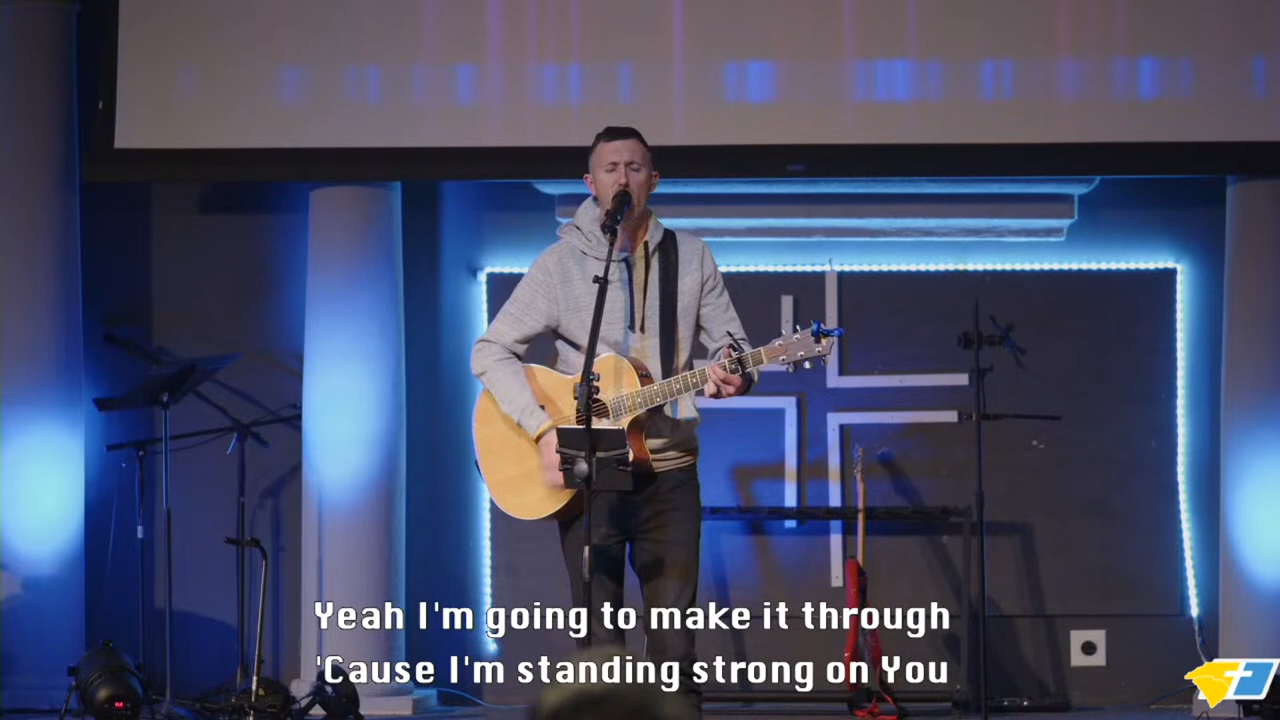 Yeah I'm going to make it through
'Cause I'm standing strong on You